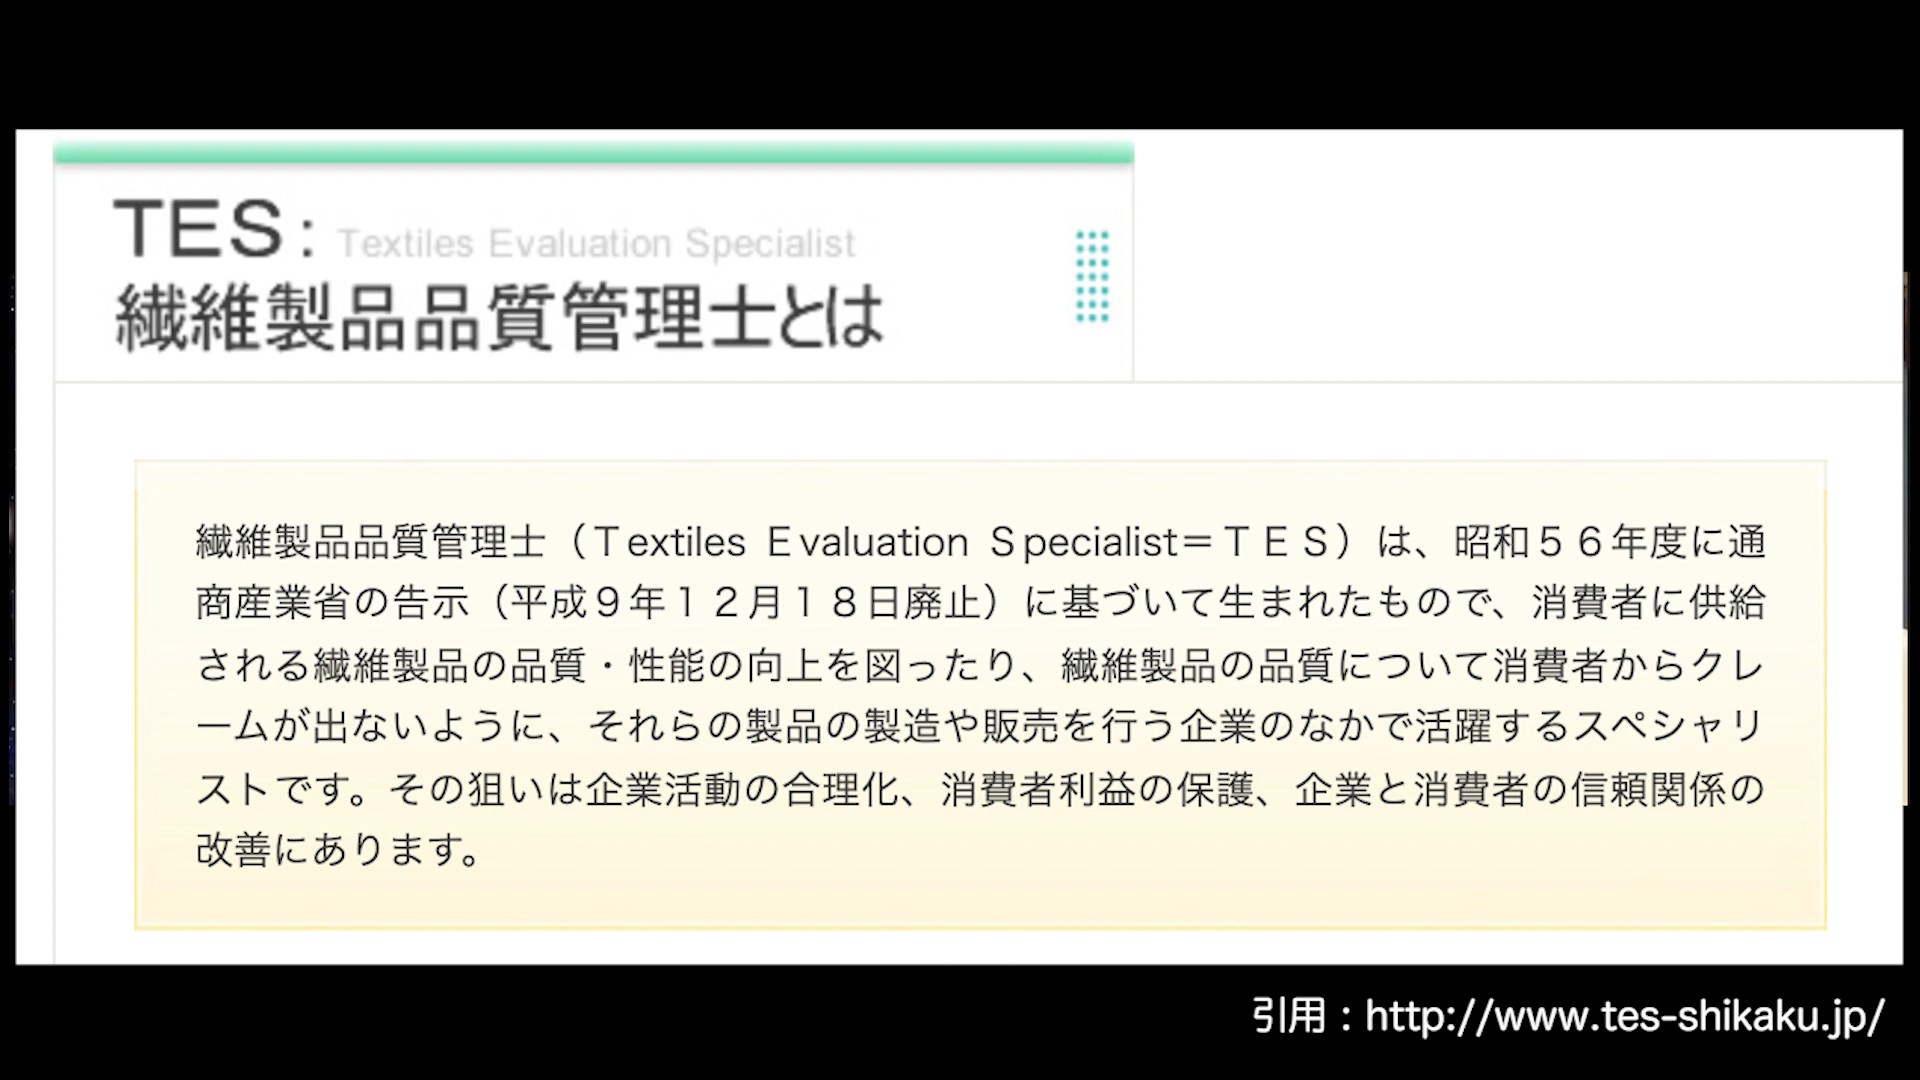 TES : Textiles Evaluation Specialist
繊維製品品質管理士とは
繊維製品品質管理士（Ｔextiles Ｅvaluation Ｓpecialist＝ＴＥＳ）は、昭和５６年度に通
商産業省の告示（平成９年１２月１８日廃止）に基づいて生まれたもので、消費者に供給
される繊維製品の品質・性能の向上を図ったり、繊維製品の品質について消費者からクレ
ームが出ないように、それらの製品の製造や販売を行う企業のなかで活躍するスペシャリ
ストです。その狙いは企業活動の合理化、消費者利益の保護、企業と消費者の信頼関係の
改善にあります。
引用：http://www.tes-shikaku.jp/